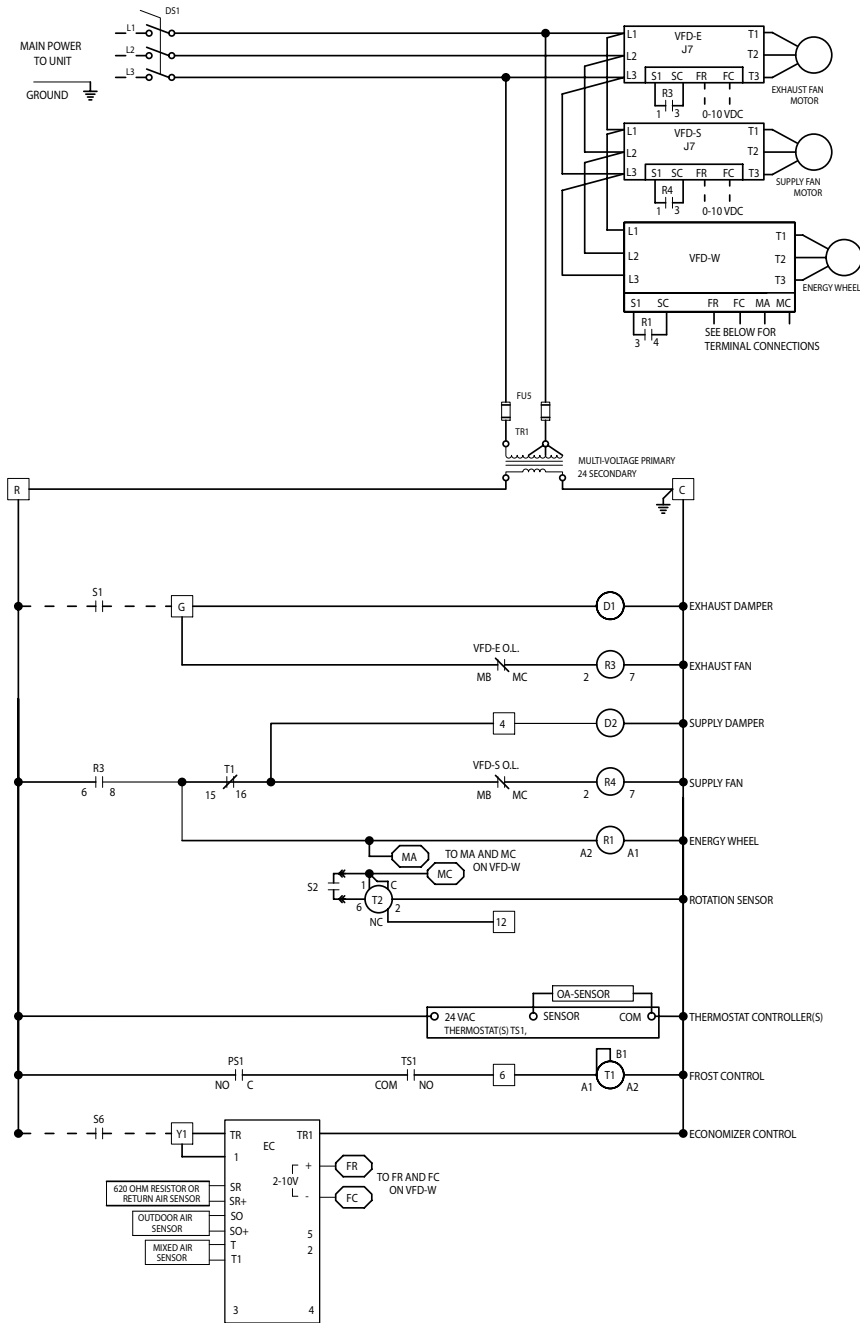 DS1
L1
L2
L3
MAIN POWER
TO UNIT
GROUND
L1
L2
L3
VFD-E
J7
T1
T2
T3
S1 SC FR FC
R3
1 3
0-10 VDC
EXHAUST FAN
MOTOR
L1
L2
L3
VFD-S
J7
T1
T2
T3
S1 SC FR FC
R4
1 3
0-10 VDC
SUPPLY FAN
MOTOR
L1
L2
L3
VFD-W
T1
T2
T3
ENERGY WHEEL
S1 SC FR FC MA MC
R1
3 4
SEE BELOW FOR
TERMINAL CONNECTIONS
FU5
TR1
MULTI-VOLTAGE PRIMARY
24 SECONDARY
R
C
S1
G
D1
EXHAUST DAMPER
VFD-E O.L.
MB MC
2 R3 7
EXHAUST FAN
4
D2
SUPPLY DAMPER
R3
6 8
T1
15 16
VFD-S O.L.
MB MC
2 R4 7
SUPPLY FAN
R1
A2 A1
ENERGY WHEEL
MA
TO MA AND MC
ON VFD-W
MC
S2
1 C
T2
6 2
NC
12
ROTATION SENSOR
OA-SENSOR
24 VAC SENSOR COM
THERMOSTAT(S) TS1,
THERMOSTAT CONTROLLER(S)
PS1
NO C
TS1
COM NO
6
B1
T1
A1 A2
FROST CONTROL
S6
Y1
TR EC TR1
1
ECONOMIZER CONTROL
2-10V
+
-
FR
FC
TO FR AND FC
ON VFD-W
620 OHM RESISTOR OR
RETURN AIR SENSOR
SR
SR+
OUTDOOR AIR
SENSOR
SO
SO+
MIXED AIR
SENSOR
T
T1
5
2
3 4